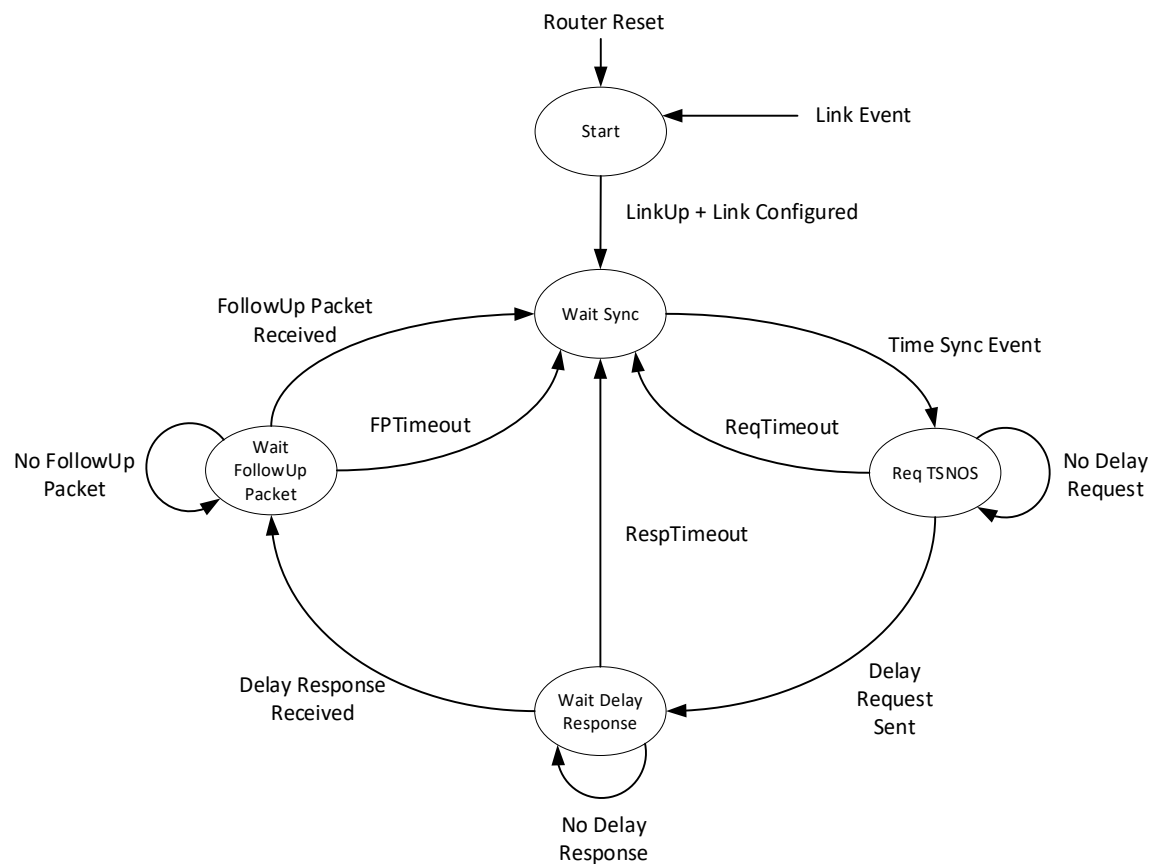 Router Reset
Start
Link Event
LinkUp + Link Configured
FollowUp Packet
Received
Wait Sync
Time Sync Event
FPTimeout
ReqTimeout
No FollowUp
Packet
Wait
FollowUp
Packet
Req TSNOS
No Delay
Request
RespTimeout
Delay Response
Received
Wait Delay
Response
Delay
Request
Sent
No Delay
Response